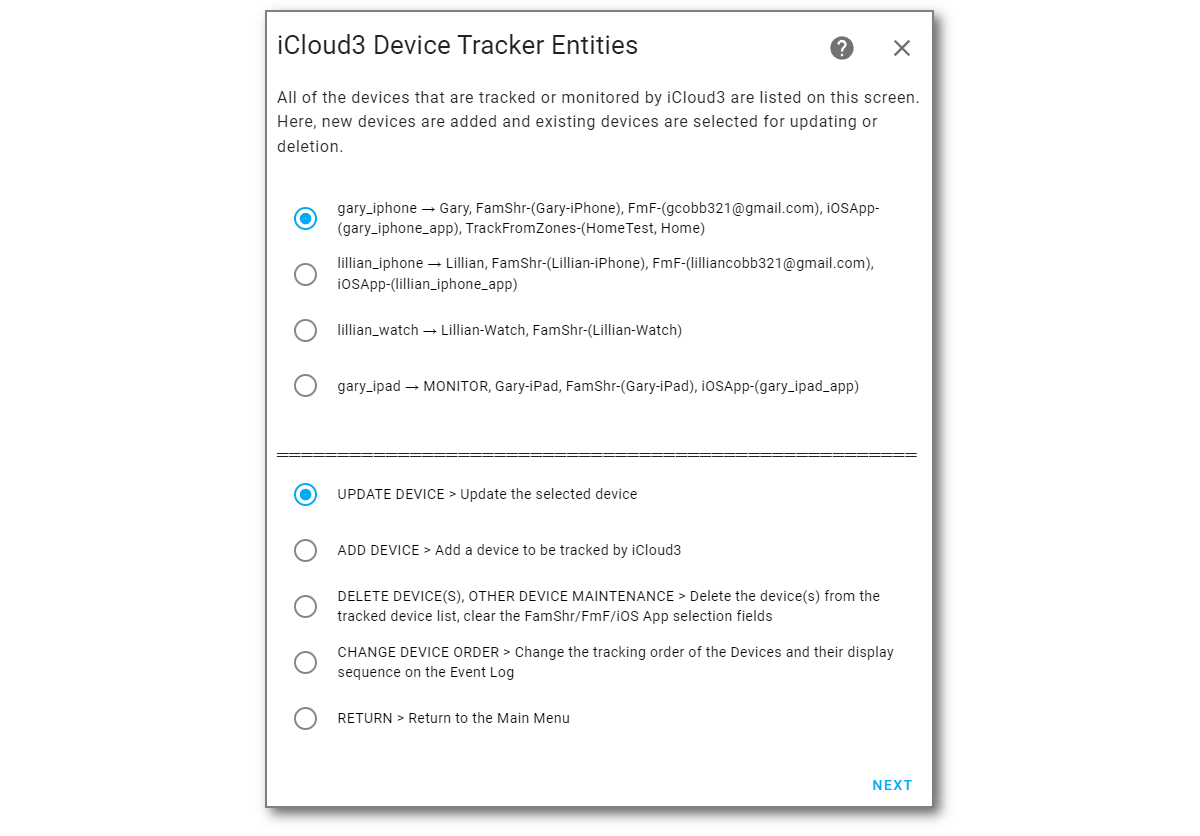 iCloud3 Device Tracker Entities
All of the devices that are tracked or monitored by iCloud3 are listed on this screen.
Here, new devices are added and existing devices are selected for updating or
deletion.
gary_iphone → Gary, FamShr-(Gary-iPhone), FmF-(gcobb321@gmail.com), iOSApp-
(gary_iphone_app), TrackFromZones-(HomeTest, Home)
lillian_iphone → Lillian, FamShr-(Lillian-iPhone), FmF-(lilliancobb321@gmail.com),
iOSApp-(lillian_iphone_app)
lillian_watch → Lillian-Watch, FamShr-(Lillian-Watch)
gary_ipad → MONITOR, Gary-iPad, FamShr-(Gary-iPad), iOSApp-(gary_ipad_app)
=====================================================
UPDATE DEVICE > Update the selected device
ADD DEVICE > Add a device to be tracked by iCloud3
DELETE DEVICE(S), OTHER DEVICE MAINTENANCE > Delete the device(s) from the
tracked device list, clear the FamShr/FmF/iOS App selection fields
CHANGE DEVICE ORDER > Change the tracking order of the Devices and their display
sequence on the Event Log
RETURN > Return to the Main Menu
NEXT